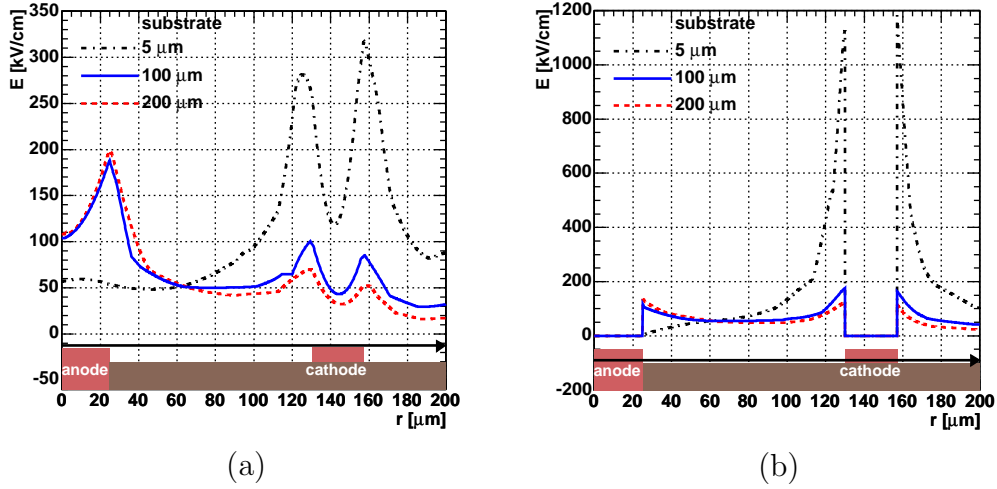 E [kV/cm]
350
300
250
200
150
100
50
0
-50
substrate
5 μm
100 μm
200 μm
anode
cathode
0 20 40 60 80 100 120 140 160 180 200
r [μm]
(a)
E [kV/cm]
1200
1000
800
600
400
200
0
-200
substrate
5 μm
100 μm
200 μm
anode
cathode
0 20 40 60 80 100 120 140 160 180 200
r [μm]
(b)